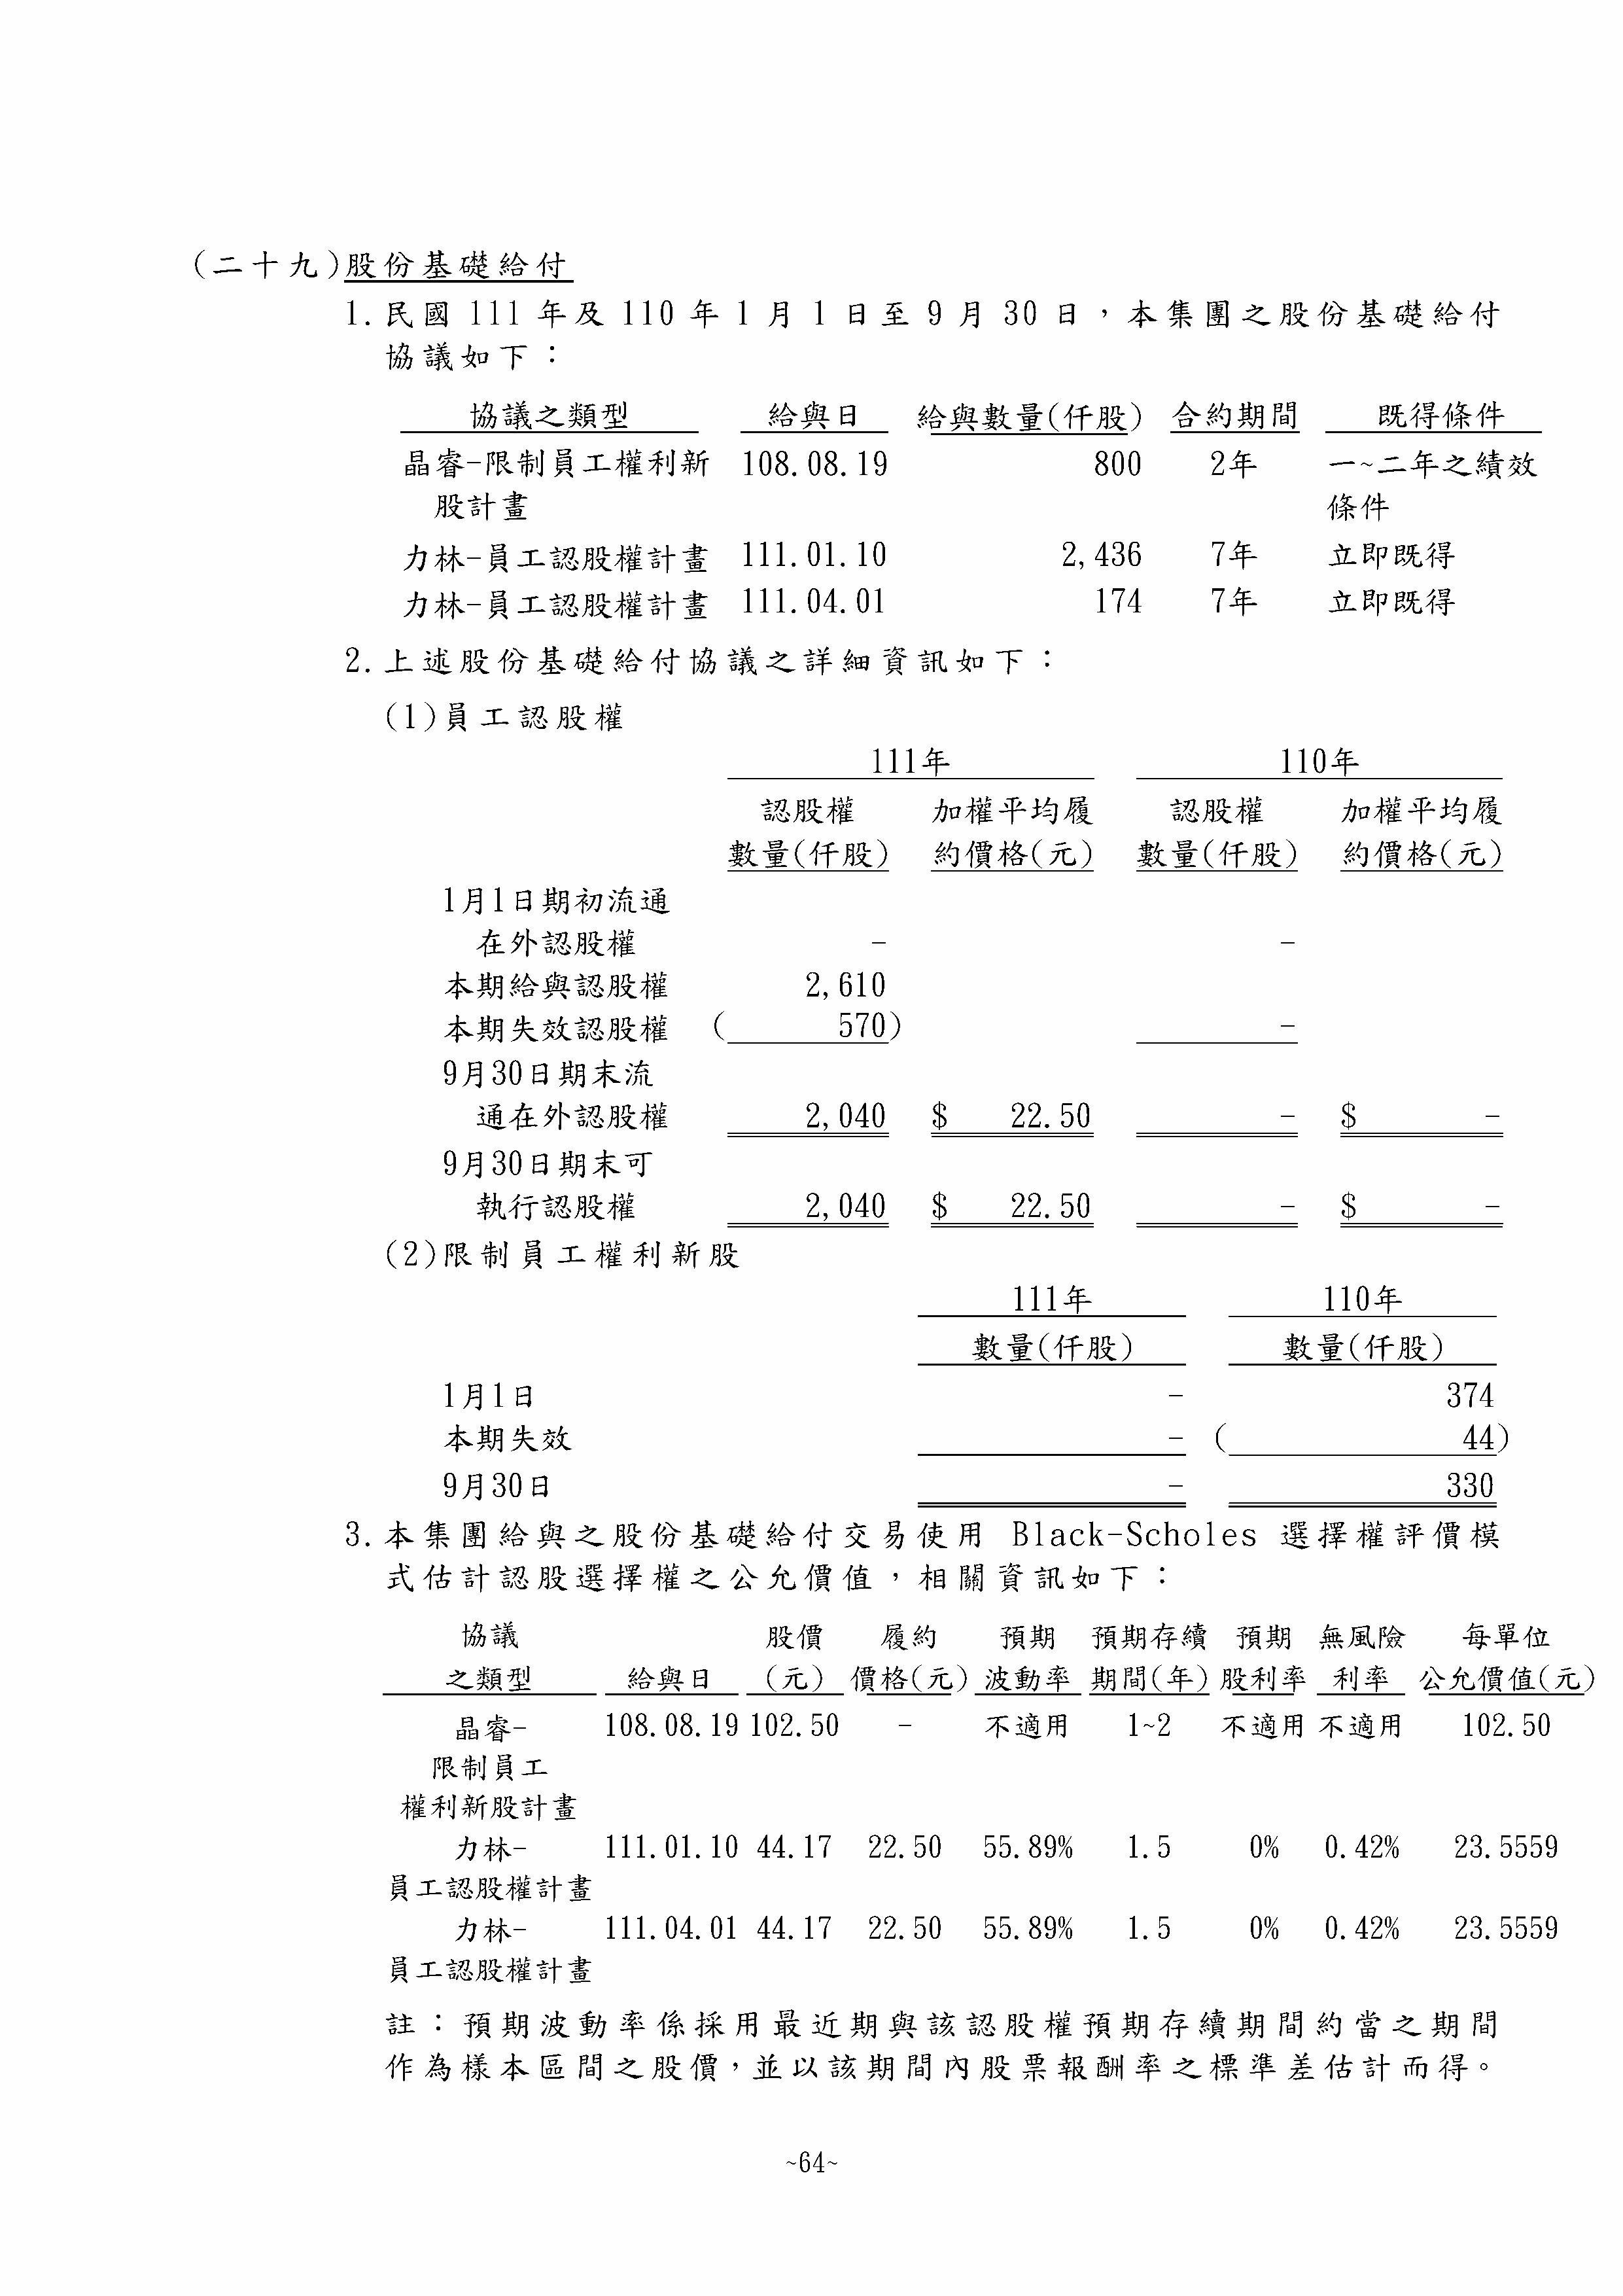 (二十九)股份基礎給付
1.民國 111 年及 110 年 1 月 1 日至 9 月 30 日，本集團之股份基礎給付
協議如下：
協議之類型 給與日 給與數量(仟股) 合約期間 既得條件
晶睿-限制員工權利新 108.08.19 800 2年 一~二年之績效
股計畫 條件
力林-員工認股權計畫 111.01.10 2,436 7年 立即既得
力林-員工認股權計畫 111.04.01 174 7年 立即既得
2.上述股份基礎給付協議之詳細資訊如下：
(1)員工認股權
111年 110年
認股權 加權平均履 認股權 加權平均履
數量(仟股) 約價格(元) 數量(仟股) 約價格(元)
1月1日期初流通
在外認股權 - -
本期給與認股權 2,610
本期失效認股權 ( 570) -
9月30日期末流
通在外認股權 2,040 $ 22.50 - $ -
9月30日期末可
執行認股權 2,040 $ 22.50 - $ -
(2)限制員工權利新股
111年 110年
數量(仟股) 數量(仟股)
1月1日 - 374
本期失效 - ( 44)
9月30日 - 330
3.本集團給與之股份基礎給付交易使用 Black-Scholes 選擇權評價模
式估計認股選擇權之公允價值，相關資訊如下：
協議 股價 履約 預期 預期存續 預期 無風險 每單位
之類型 給與日 (元) 價格(元) 波動率 期間(年) 股利率 利率 公允價值(元)
晶睿- 108.08.19 102.50 - 不適用 1~2 不適用 不適用 102.50
限制員工
權利新股計畫
力林- 111.01.10 44.17 22.50 55.89% 1.5 0% 0.42% 23.5559
員工認股權計畫
力林- 111.04.01 44.17 22.50 55.89% 1.5 0% 0.42% 23.5559
員工認股權計畫
註：預期波動率係採用最近期與該認股權預期存續期間約當之期間
作為樣本區間之股價，並以該期間內股票報酬率之標準差估計而得。
~64~